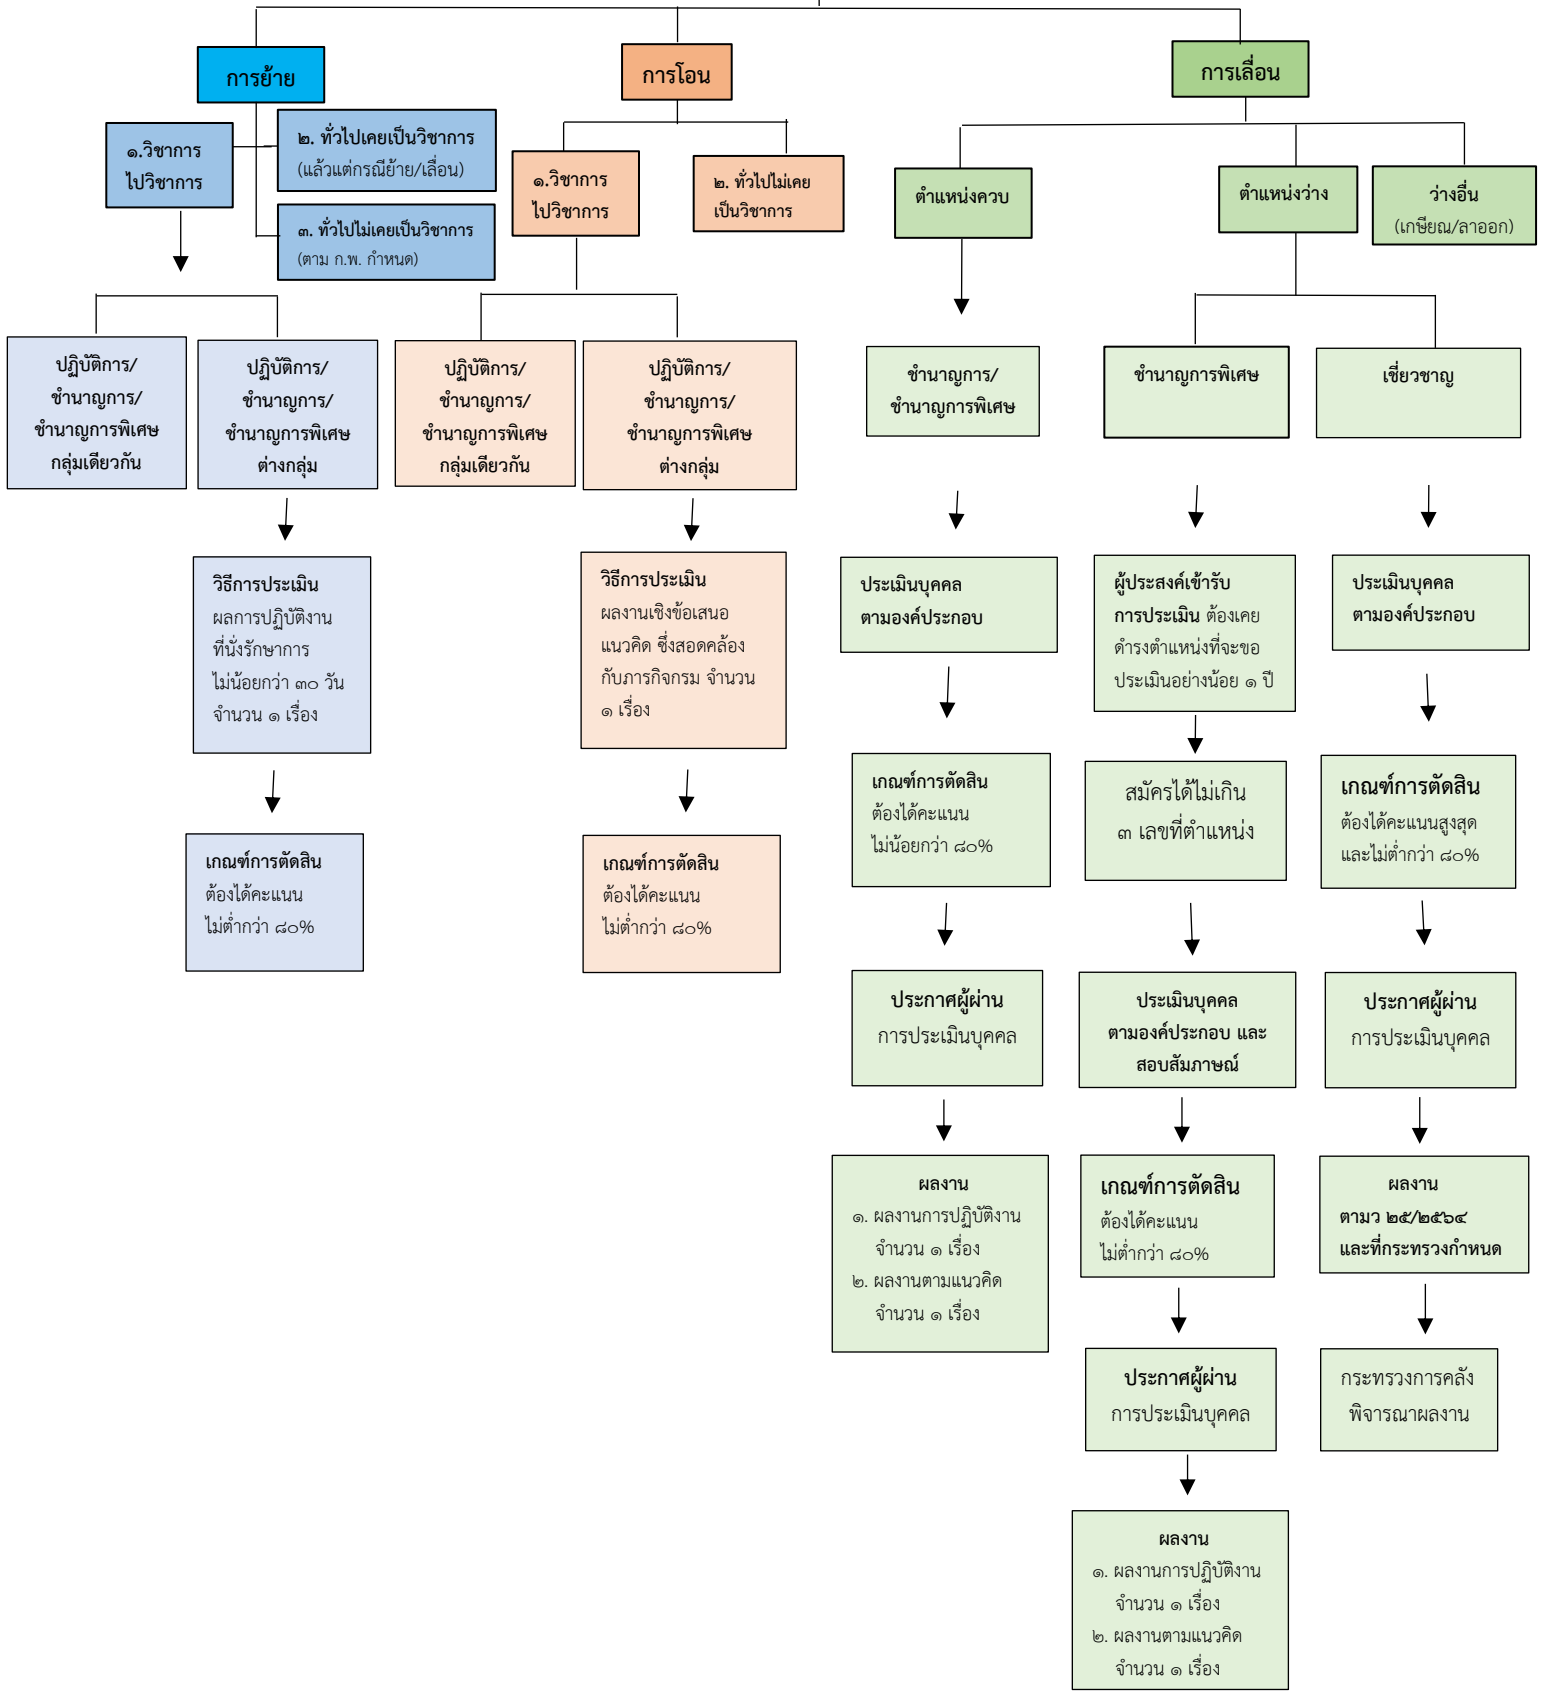 การย้าย
การโอน
การเลื่อน
๑.วิชาการ
ไปวิชาการ
๒. ทั่วไปเคยเป็นวิชาการ
(แล้วแต่กรณีย้าย/เลื่อน)
๓. ทั่วไปไม่เคยเป็นวิชาการ
(ตาม ก.พ. กำหนด)
๑.วิชาการ
ไปวิชาการ
๒. ทั่วไปไม่เคย
เป็นวิชาการ
ตำแหน่งควบ
ตำแหน่งว่าง
ว่างอื่น
(เกษียณ/ลาออก)
ปฏิบัติการ/
ชำนาญการ/
ชำนาญการพิเศษ
กลุ่มเดียวกัน
ปฏิบัติการ/
ชำนาญการ/
ชำนาญการพิเศษ
ต่างกลุ่ม
ปฏิบัติการ/
ชำนาญการ/
ชำนาญการพิเศษ
กลุ่มเดียวกัน
ปฏิบัติการ/
ชำนาญการ/
ชำนาญการพิเศษ
ต่างกลุ่ม
ชำนาญการ/
ชำนาญการพิเศษ
ชำนาญการพิเศษ
เชี่ยวชาญ
วิธีการประเมิน
ผลการปฏิบัติงาน
ที่นั่งรักษาการ
ไม่น้อยกว่า ๓๐ วัน
จำนวน ๑ เรื่อง
วิธีการประเมิน
ผลงานเชิงข้อเสนอ
แนวคิด ซึ่งสอดคล้อง
กับภารกิจกรม จำนวน
๑ เรื่อง
ประเมินบุคคล
ตามองค์ประกอบ
ผู้ประสงค์เข้ารับ
การประเมิน ต้องเคย
ดำรงตำแหน่งที่จะขอ
ประเมินอย่างน้อย ๑ ปี
ประเมินบุคคล
ตามองค์ประกอบ
เกณฑ์การตัดสิน
ต้องได้คะแนน
ไม่น้อยกว่า ๘๐%
สมัครได้ไม่เกิน
๓ เลขที่ตำแหน่ง
เกณฑ์การตัดสิน
ต้องได้คะแนนสูงสุด
และไม่ต่ำกว่า ๘๐%
เกณฑ์การตัดสิน
ต้องได้คะแนน
ไม่ต่ำกว่า ๘๐%
เกณฑ์การตัดสิน
ต้องได้คะแนน
ไม่ต่ำกว่า ๘๐%
ประกาศผู้ผ่าน
การประเมินบุคคล
ประเมินบุคคล
ตามองค์ประกอบ และ
สอบสัมภาษณ์
ประกาศผู้ผ่าน
การประเมินบุคคล
ผลงาน
๑. ผลงานการปฏิบัติงาน
จำนวน ๑ เรื่อง
๒. ผลงานตามแนวคิด
จำนวน ๑ เรื่อง
เกณฑ์การตัดสิน
ต้องได้คะแนน
ไม่ต่ำกว่า ๘๐%
ผลงาน
ตามว ๒๕/๒๕๖๔
และที่กระทรวงกำหนด
ประกาศผู้ผ่าน
การประเมินบุคคล
กระทรวงการคลัง
พิจารณาผลงาน
ผลงาน
๑. ผลงานการปฏิบัติงาน
จำนวน ๑ เรื่อง
๒. ผลงานตามแนวคิด
จำนวน ๑ เรื่อง